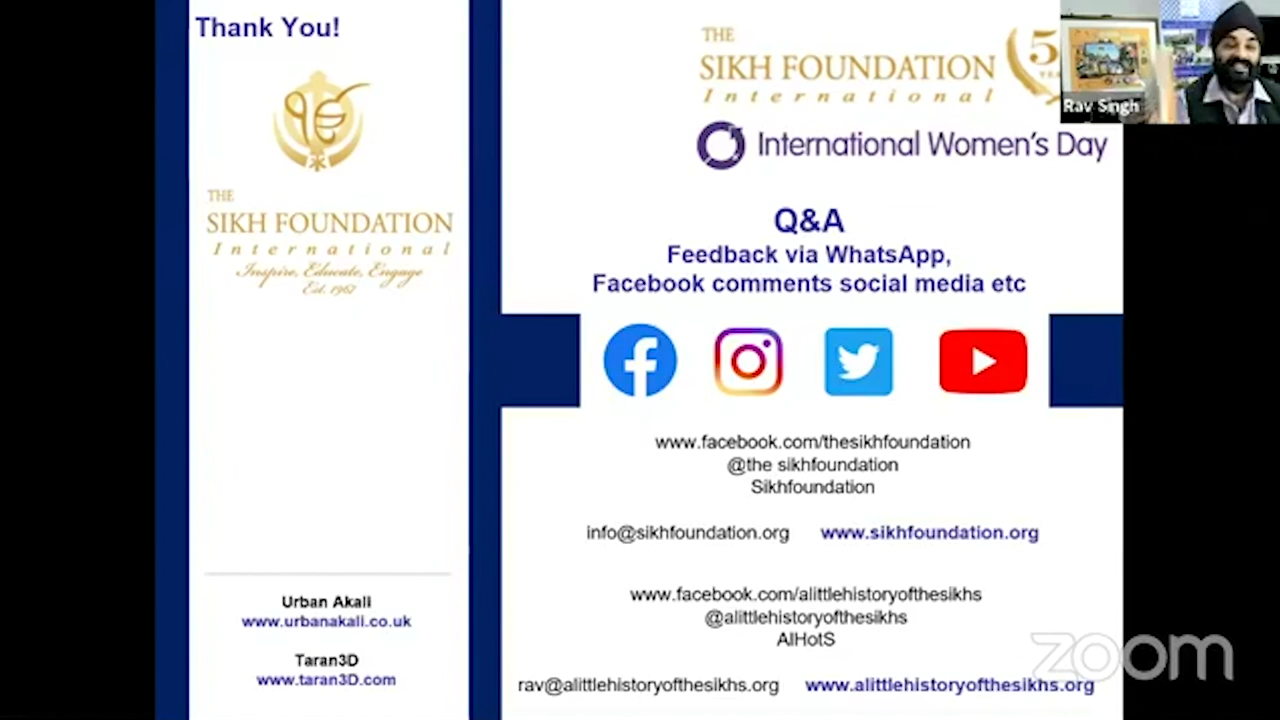 Thank You!
THE
SIKH FOUNDATION
International
Inspire, Educate, Engage
Est. 1967
Urban Akali
www.urbanakali.co.uk
Taran3D
www.taran3D.com
THE
SIKH FOUNDATION
International
5
International Women's Day
Q&A
Feedback via WhatsApp,
Facebook comments social media etc
www.facebook.com/thesikhfoundation
@the sikhfoundation
Sikhfoundation
info@sikhfoundation.org www.sikhfoundation.org
www.facebook.com/alittlehistoryofthesikhs
@alittlehistoryofthesikhs
AlHotS
rav@alittlehistoryofthesikhs.org www.alittlehistoryofthesikhs.org
Rav Singh
zoom